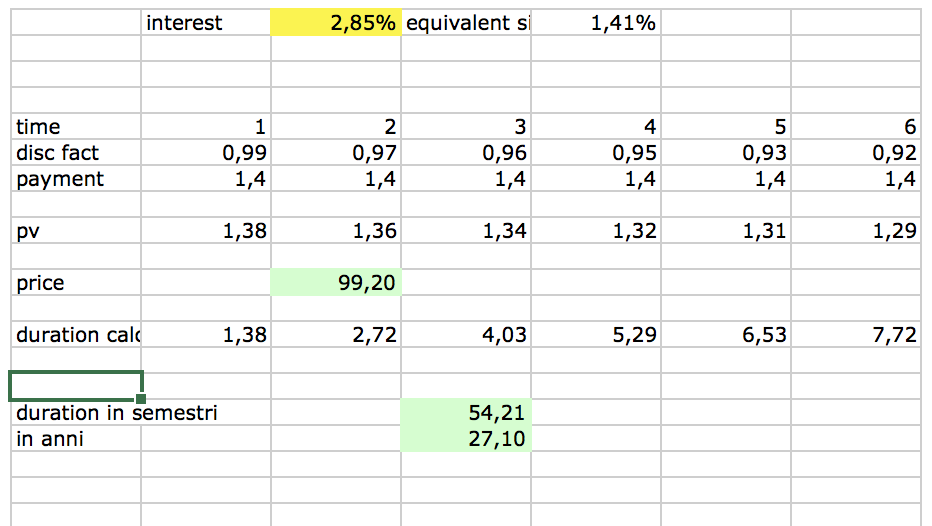 interest 2,85% equivalent si 1,41%
time 1 2 3 4 5 6
disc fact 0,99 0,97 0,96 0,95 0,93 0,92
payment 1,4 1,4 1,4 1,4 1,4 1,4
pv 1,38 1,36 1,34 1,32 1,31 1,29
price 99,20
duration calc 1,38 2,72 4,03 5,29 6,53 7,72
duration in semestri 54,21
in anni 27,10